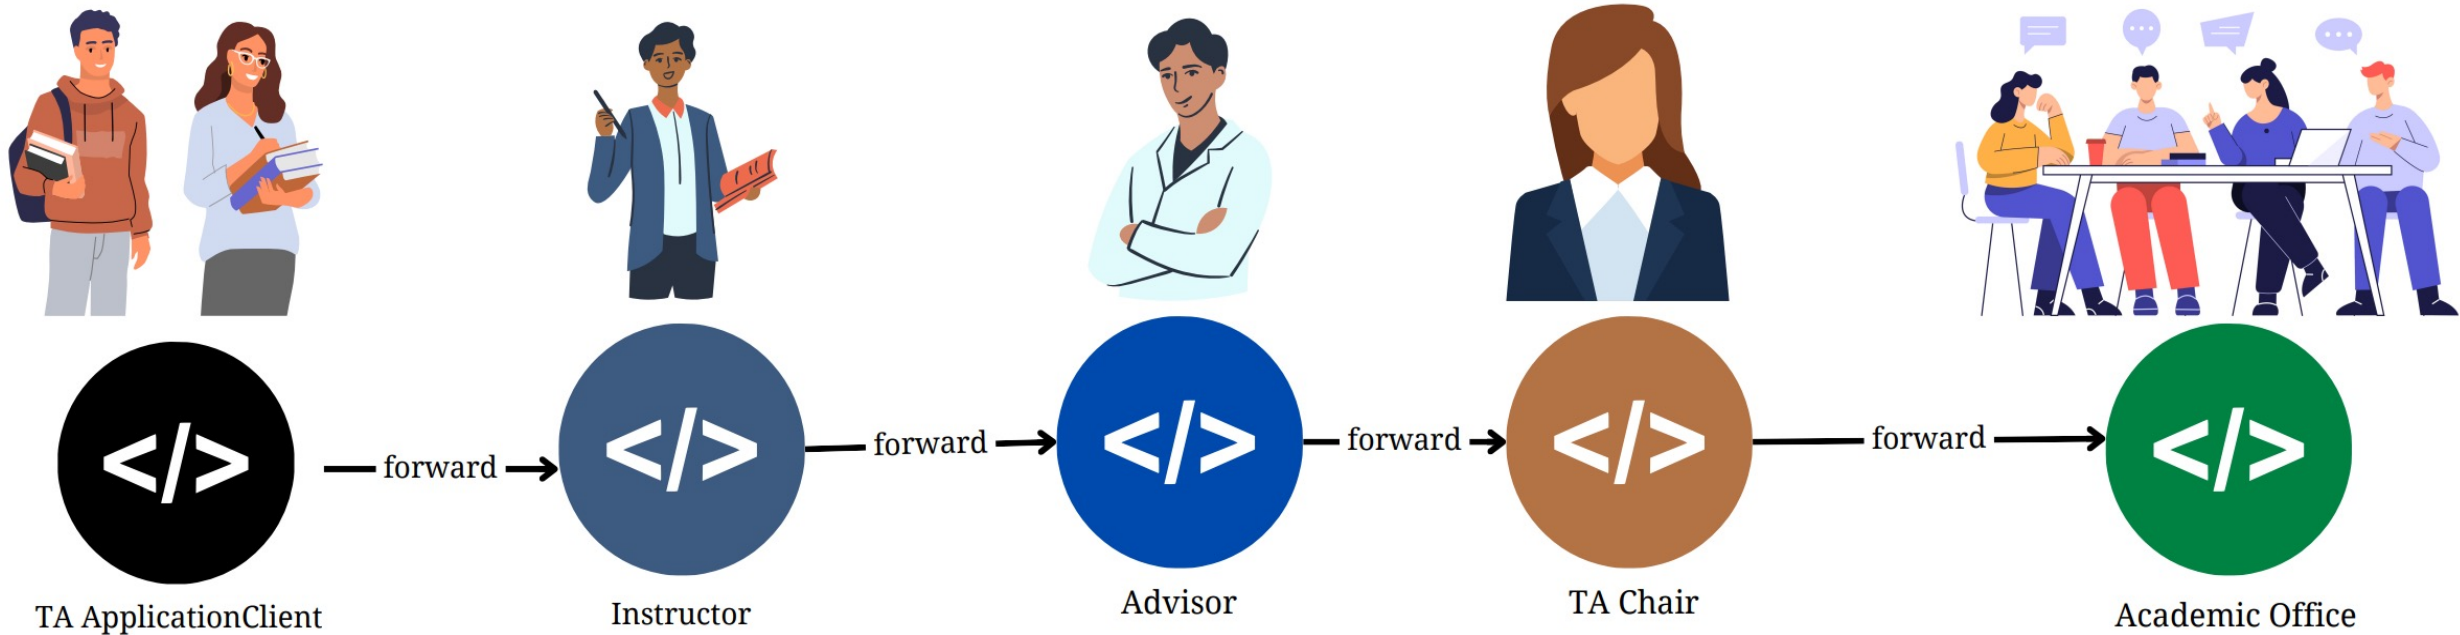 </> forward </> forward </> forward </> forward </>
TA ApplicationClient Instructor Advisor TA Chair Academic Office